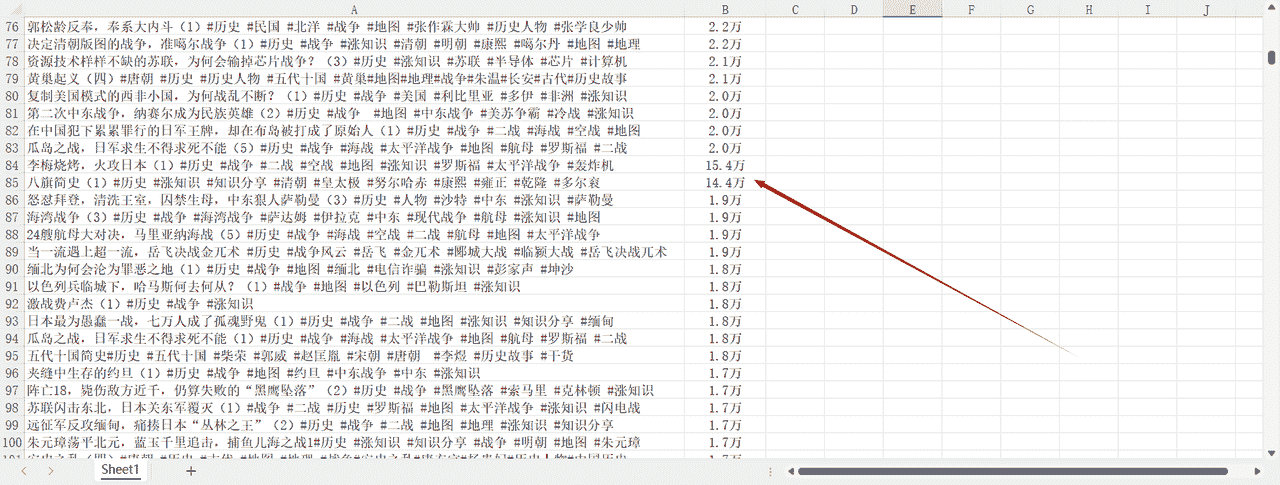 A B C D E F G H I J
76 郭松龄反奉，奉系大内斗（1）#历史 #民国 #北洋 #战争 #地图 #张作霖大帅 #历史人物 #张学良少帅 2.2万
77 决定清朝版图的战争，准噶尔战争（1）#历史 #战争 #涨知识 #清朝 #明朝 #康熙 #噶尔丹 #地图 #地理 2.2万
78 资源技术样样不缺的苏联，为何会输掉芯片战争？（3）#历史 #涨知识 #苏联 #半导体 #芯片 #计算机 2.1万
79 黄巢起义（四）#唐朝 #历史 #历史人物 #五代十国 #黄巢#地图#地理#战争#朱温#长安#古代#历史故事 2.1万
80 复制美国模式的西非小国，为何战乱不断？（1）#历史 #战争 #美国 #利比里亚 #多伊 #非洲 #涨知识 2.0万
81 第二次中东战争，纳赛尔成为民族英雄（2）#历史 #战争 #地图 #中东战争 #美苏争霸 #冷战 #涨知识 2.0万
82 在中国犯下累累罪行的日军王牌，却在布岛被打成了原始人（1）#历史 #战争 #二战 #海战 #空战 #地图 2.0万
83 瓜岛之战，日军求生不得求死不能（5）#历史 #战争 #海战 #太平洋战争 #地图 #航母 #罗斯福 #二战 2.0万
84 李梅烧烤，火攻日本（1）#历史 #战争 #二战 #空战 #地图 #涨知识 #罗斯福 #太平洋战争 #轰炸机 15.4万
85 八旗简史（1）#历史 #涨知识 #知识分享 #清朝 #皇太极 #努尔哈赤 #康熙 #雍正 #乾隆 #多尔衮 14.4万
86 怒怼拜登，清洗王室，囚禁生母，中东狠人萨勒曼（3）#历史 #人物 #沙特 #中东 #涨知识 #萨勒曼 1.9万
87 海湾战争（3）#历史 #战争 #海湾战争 #萨达姆 #伊拉克 #中东 #现代战争 #航母 #涨知识 #地图 1.9万
88 24艘航母大对决，马里亚纳海战（5）#历史 #战争 #海战 #空战 #二战 #航母 #地图 #太平洋战争 1.9万
89 当一流遇上超一流，岳飞决战金兀术 #历史 #战争风云 #岳飞 #金兀术 #郾城大战 #临颍大战 #岳飞决战兀术 1.9万
90 缅北为何会沦为罪恶之地（1）#历史 #战争 #地图 #缅北 #电信诈骗 #涨知识 #彭家声 #坤沙 1.8万
91 以色列兵临城下，哈马斯何去何从？（1）#战争 #地图 #以色列 #巴勒斯坦 #涨知识 1.8万
92 激战费卢杰（1）#历史 #战争 #涨知识 1.8万
93 日本最为愚蠢一战，七万人成了孤魂野鬼（1）#历史 #战争 #二战 #地图 #涨知识 #知识分享 #缅甸 1.8万
94 瓜岛之战，日军求生不得求死不能（1）#历史 #战争 #海战 #太平洋战争 #地图 #航母 #罗斯福 #二战 1.8万
95 五代十国简史#历史 #五代十国 #柴荣 #郭威 #赵匡胤 #宋朝 #唐朝 #李煜 #历史故事 #干货 1.8万
96 夹缝中生存的约旦（1）#历史 #战争 #地图 #约旦 #中东战争 #中东 #涨知识 1.7万
97 阵亡18，毙伤敌方近千，仍算失败的“黑鹰坠落”（2）#历史 #战争 #黑鹰坠落 #索马里 #克林顿 #涨知识 1.7万
98 苏联闪击东北，日本关东军覆灭（1）#战争 #二战 #历史 #罗斯福 #地图 #太平洋战争 #涨知识 #闪电战 1.7万
99 远征军反攻缅甸，痛揍日本“丛林之王”（2）#历史 #战争 #二战 #地图 #地理 #涨知识 #知识分享 1.7万
100 朱元璋荡平北元，蓝玉千里追击，捕鱼儿海之战1#历史 #涨知识 #知识分享 #战争 #明朝 #地图 #朱元璋 1.7万
Sheet1